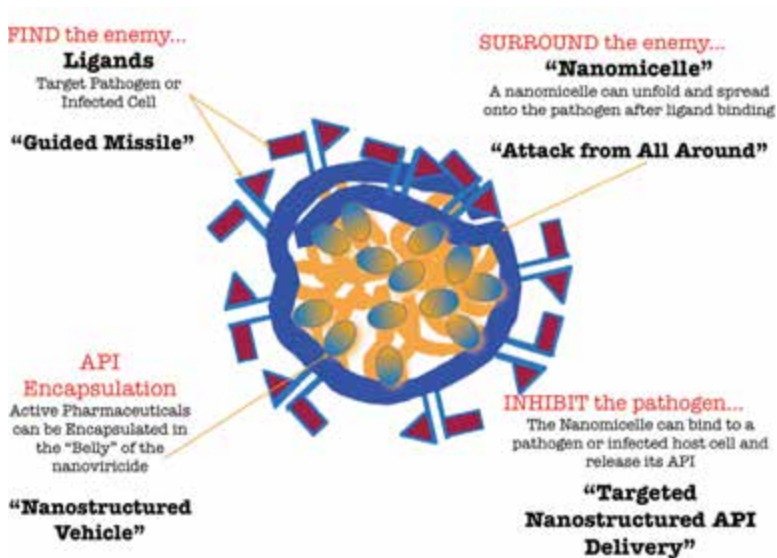 FIND the enemy...
Ligands
Target Pathogen or
Infected Cell
“Guided Missile”
SURROUND the enemy...
“Nanomicelle”
A nanomicelle can unfold and spread
onto the pathogen after ligand binding
“Attack from All Around”
API
Encapsulation
Active Pharmaceuticals
can be Encapsulated in
the “Belly” of the
nanoviricide
“Nanostructured
Vehicle”
INHIBIT the pathogen...
The Nanomicelle can bind to a
pathogen or infected host cell and
release its API
“Targeted
Nanostructured API
Delivery”